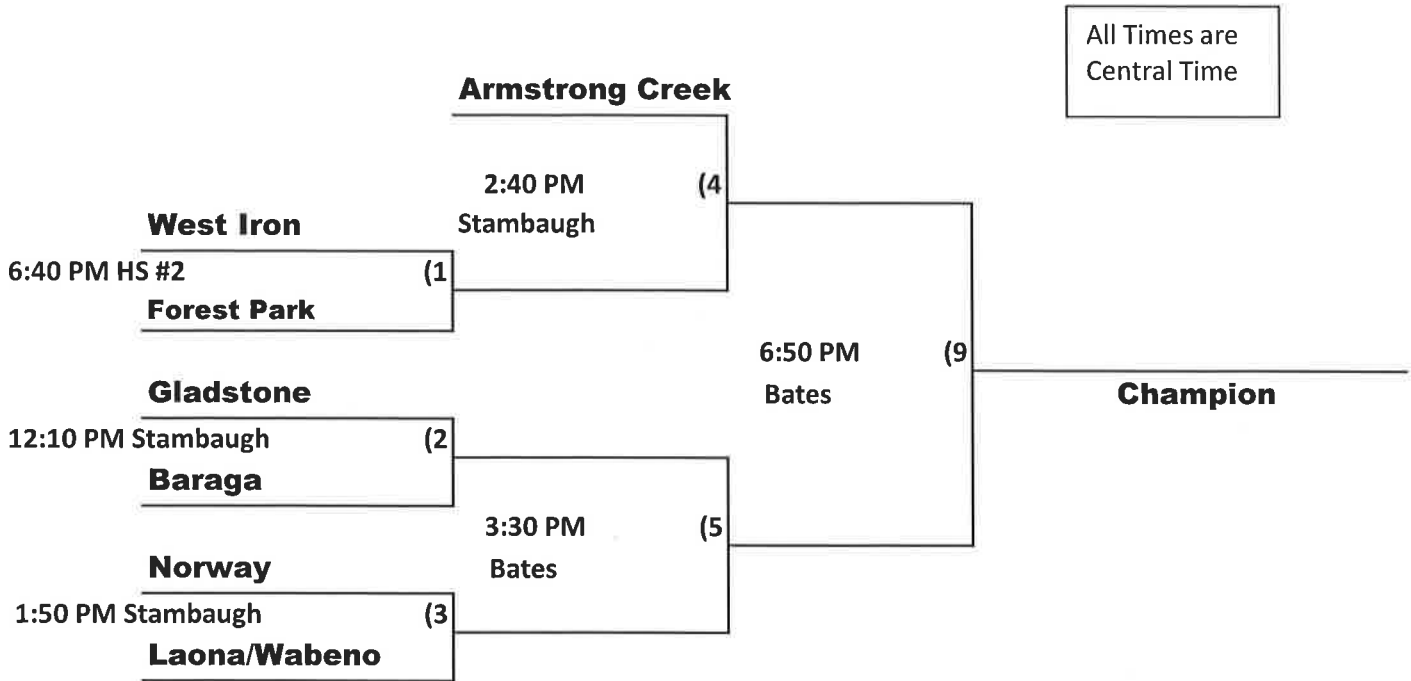 All Times are
Central Time
Armstrong Creek
2:40 PM (4
Stambaugh
West Iron
6:40 PM HS #2 (1
Forest Park
6:50 PM (9
Bates
Champion
Gladstone
12:10 PM Stambaugh (2
Baraga
3:30 PM (5
Bates
Norway
1:50 PM Stambaugh (3
Laona/Wabeno